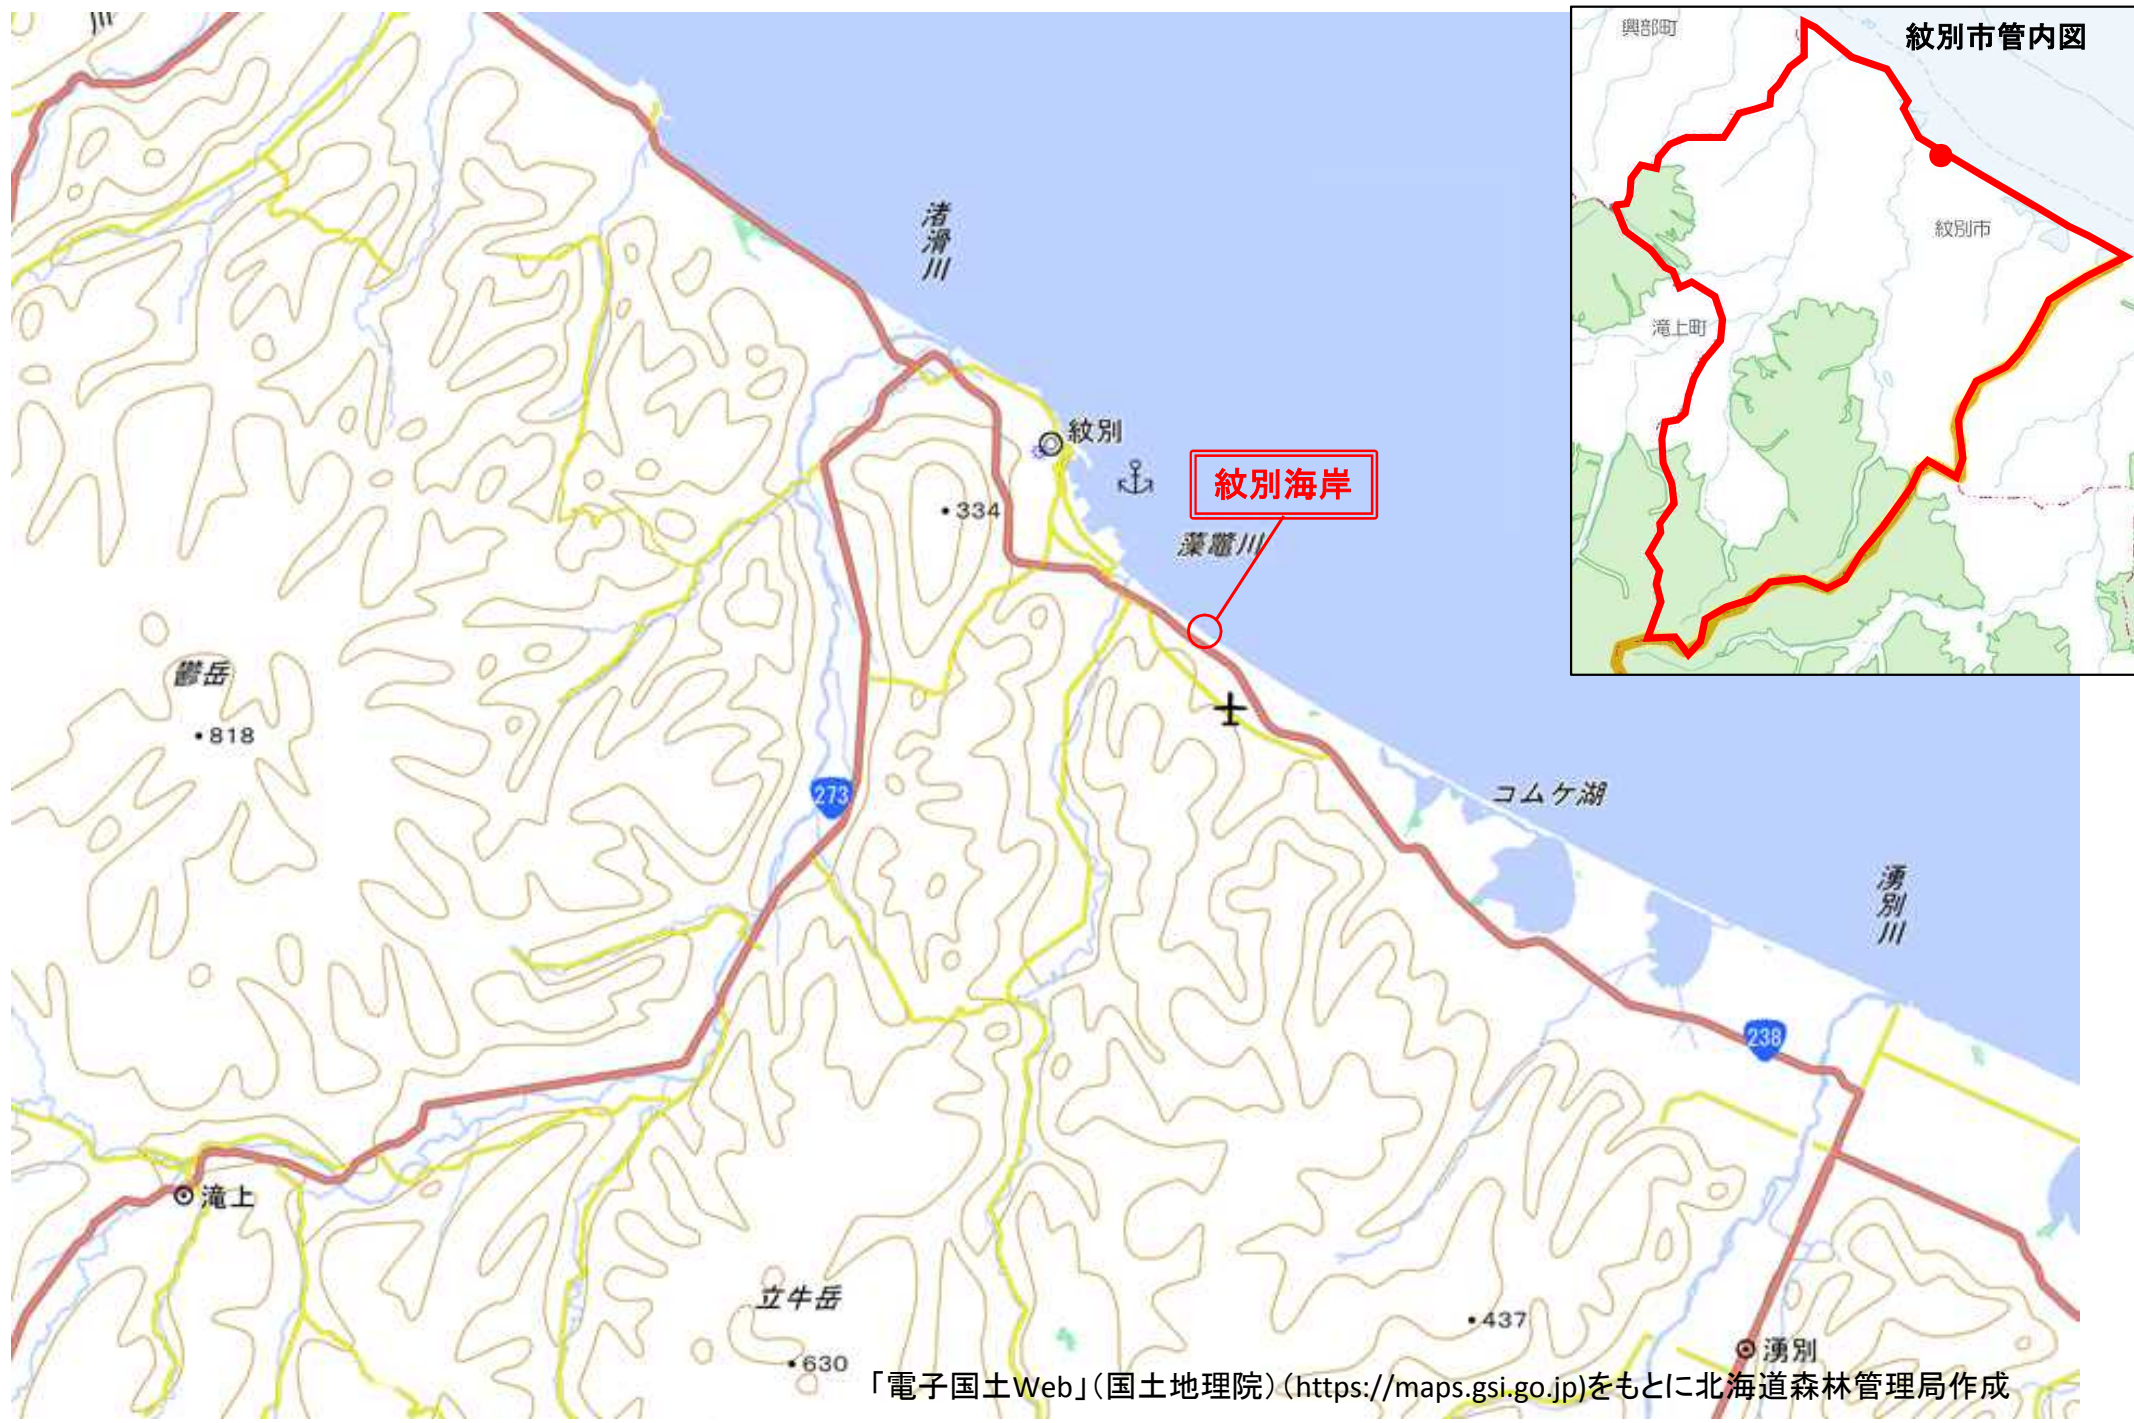 紋別市管内図
興部町
紋別市
滝上町
渚滑川
紋別
紋別海岸
334
藻鼈川
鬱岳
818
273
コムケ湖
湧別川
238
滝上
立牛岳
630
437
湧別
「電子国土Web」(国土地理院)(https://maps.gsi.go.jp)をもとに北海道森林管理局作成